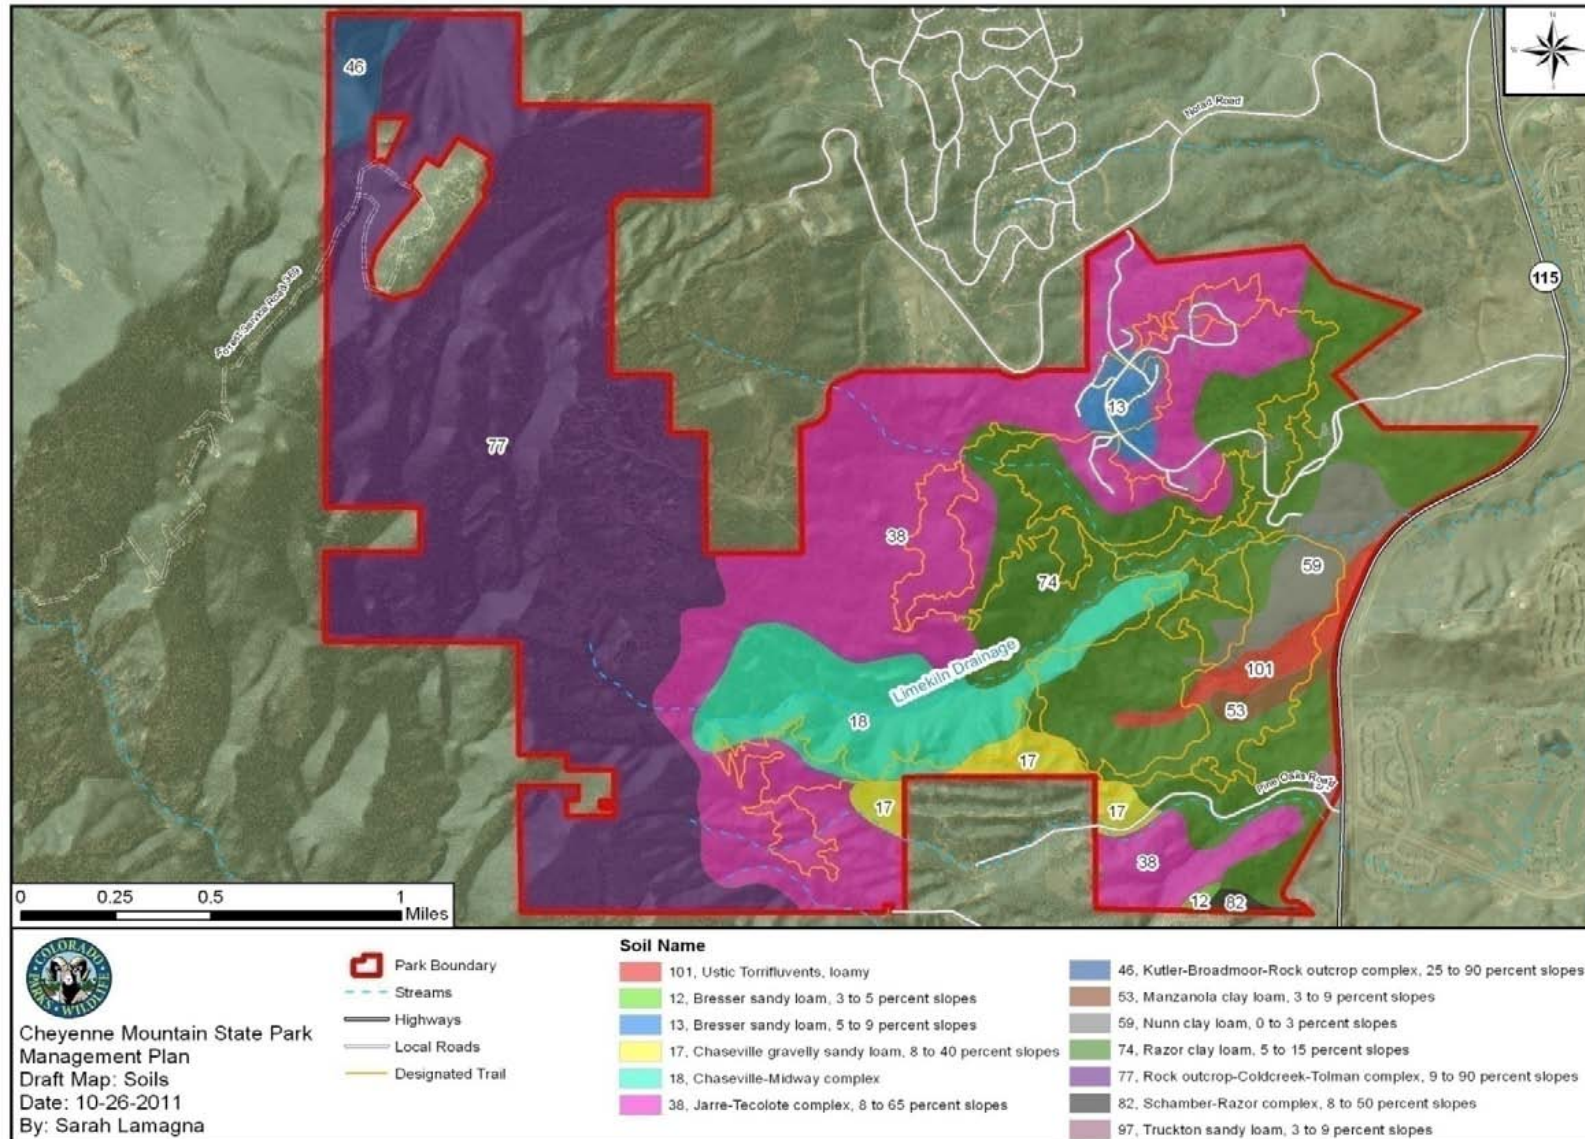 N
W
E
S
46
Norad Road
115
Forest Service Road 369
13
77
38
59
74
101
Limekiln Drainage
53
18
17
17
17
Pine Oaks Road
38
12
82
0 0.25 0.5 1
Miles
COLORADO
PARKS & WILDLIFE
Cheyenne Mountain State Park
Management Plan
Draft Map: Soils
Date: 10-26-2011
By: Sarah Lamagna
Park Boundary
Streams
Highways
Local Roads
Designated Trail
Soil Name
101, Ustic Torrifluvents, loamy
12, Bresser sandy loam, 3 to 5 percent slopes
13, Bresser sandy loam, 5 to 9 percent slopes
17, Chaseville gravelly sandy loam, 8 to 40 percent slopes
18, Chaseville-Midway complex
38, Jarre-Tecolote complex, 8 to 65 percent slopes
46, Kutler-Broadmoor-Rock outcrop complex, 25 to 90 percent slopes
53, Manzanola clay loam, 3 to 9 percent slopes
59, Nunn clay loam, 0 to 3 percent slopes
74, Razor clay loam, 5 to 15 percent slopes
77, Rock outcrop-Coldcreek-Tolman complex, 9 to 90 percent slopes
82, Schamber-Razor complex, 8 to 50 percent slopes
97, Truckton sandy loam, 3 to 9 percent slopes